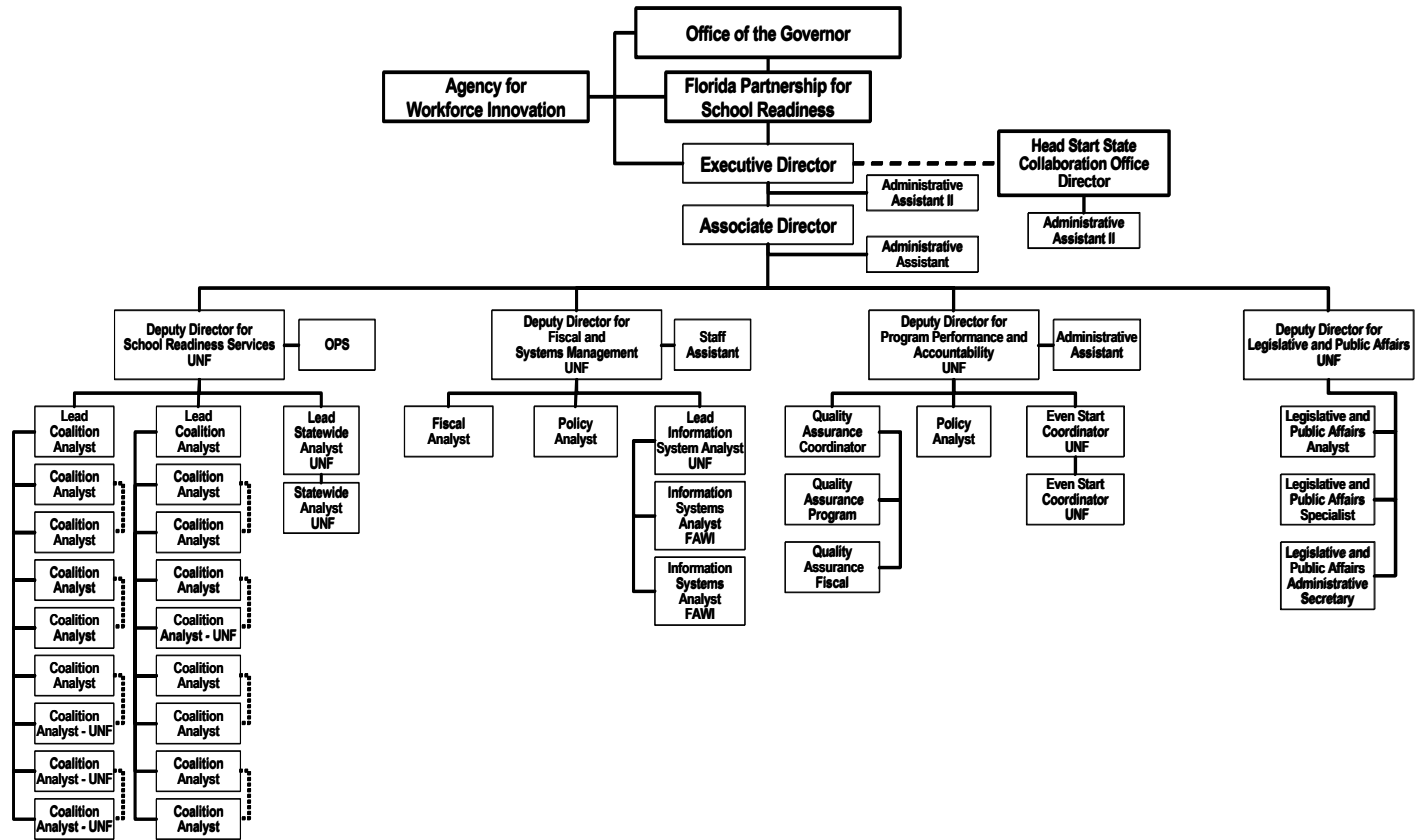 Office of the Governor
Agency for
Workforce Innovation
Florida Partnership for
School Readiness
Executive Director
Head Start State
Collaboration Office
Director
Administrative
Assistant II
Administrative
Assistant II
Associate Director
Administrative
Assistant
Deputy Director for
School Readiness Services
UNF
OPS
Deputy Director for
Fiscal and
Systems Management
UNF
Staff
Assistant
Deputy Director for
Program Performance and
Accountability
UNF
Administrative
Assistant
Deputy Director for
Legislative and Public Affairs
UNF
Lead
Coalition
Analyst
Coalition
Analyst
Coalition
Analyst
Coalition
Analyst
Coalition
Analyst
Coalition
Analyst
Coalition
Analyst - UNF
Coalition
Analyst - UNF
Coalition
Analyst - UNF
Lead
Coalition
Analyst
Coalition
Analyst
Coalition
Analyst
Coalition
Analyst
Coalition
Analyst - UNF
Coalition
Analyst
Coalition
Analyst
Coalition
Analyst
Coalition
Analyst
Lead
Statewide
Analyst
UNF
Statewide
Analyst
UNF
Fiscal
Analyst
Policy
Analyst
Lead
Information
System Analyst
UNF
Information
Systems
Analyst
FAWI
Information
Systems
Analyst
FAWI
Quality
Assurance
Coordinator
Quality
Assurance
Program
Quality
Assurance
Fiscal
Policy
Analyst
Even Start
Coordinator
UNF
Even Start
Coordinator
UNF
Legislative and
Public Affairs
Analyst
Legislative and
Public Affairs
Specialist
Legislative and
Public Affairs
Administrative
Secretary